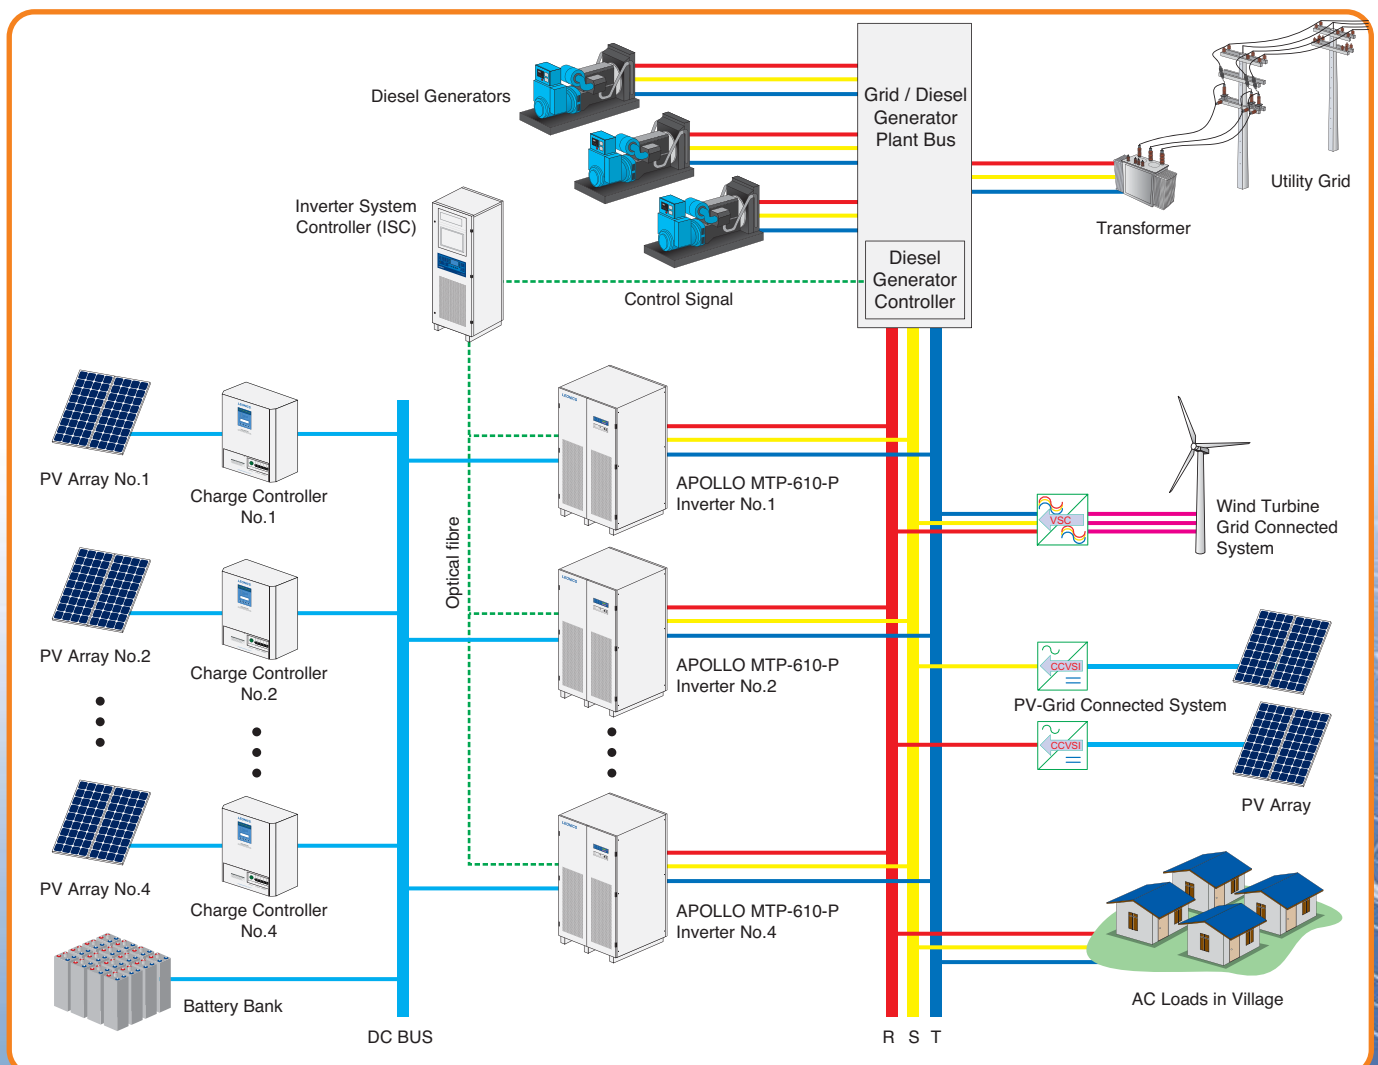 Diesel Generators
Grid / Diesel
Generator
Plant Bus
Utility Grid
Transformer
Inverter System
Controller (ISC)
Diesel
Generator
Controller
Control Signal
PV Array No.1
Charge Controller
No.1
LEONICS
APOLLO MTP-610-P
Inverter No.1
VSC
Wind Turbine
Grid Connected
System
Optical fibre
PV Array No.2
Charge Controller
No.2
LEONICS
APOLLO MTP-610-P
Inverter No.2
CCVSI
PV-Grid Connected System
CCVSI
PV Array
PV Array No.4
Charge Controller
No.4
LEONICS
APOLLO MTP-610-P
Inverter No.4
Battery Bank
AC Loads in Village
DC BUS
R S T